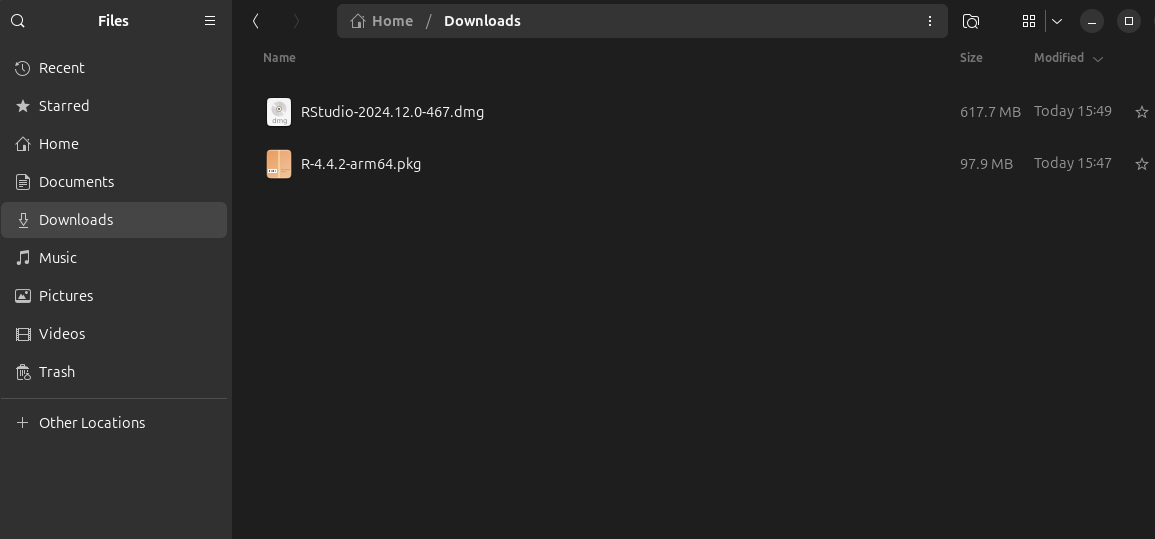 Files
Home / Downloads
Name Size Modified
Recent
Starred
Home
Documents
Downloads
Music
Pictures
Videos
Trash
Other Locations
dmg RStudio-2024.12.0-467.dmg 617.7 MB Today 15:49
R-4.4.2-arm64.pkg 97.9 MB Today 15:47